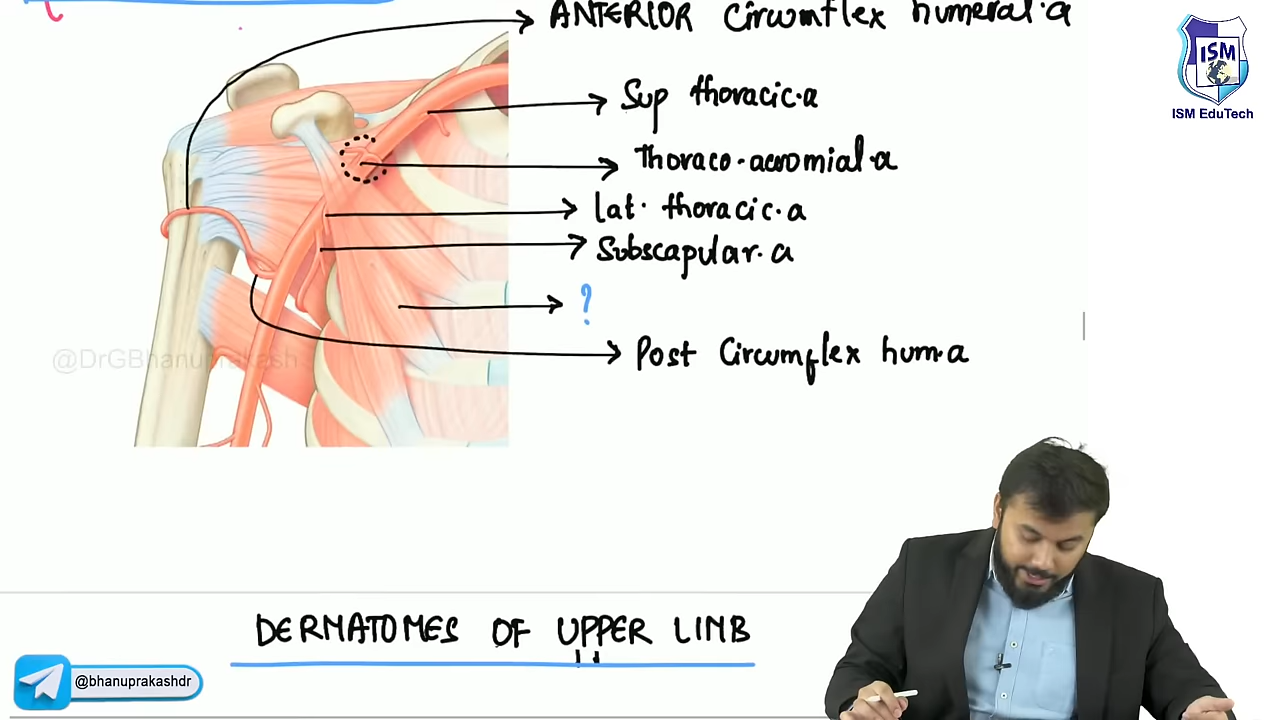 ANTERIOR Circumflex humeral.a
ISM
ISM EduTech
Sup thoracic.a
Thoraco-acromial.a
Lat. thoracic.a
Subscapular.a
?
@DrGBhanuPrakash
Post Circumflex hum.a
DERMATOMES OF UPPER LIMB
@bhanuprakashdr